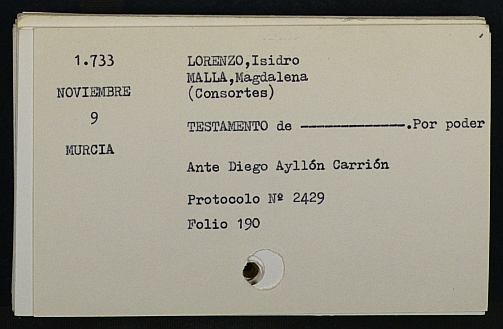 1.733
NOVIEMBRE
9
MURCIA
LORENZO,Isidro
MALLA,Magdalena
(Consortes)
TESTAMENTO de —————————.Por poder
Ante Diego Ayllón Carrión
Protocolo Nº 2429
Folio 190